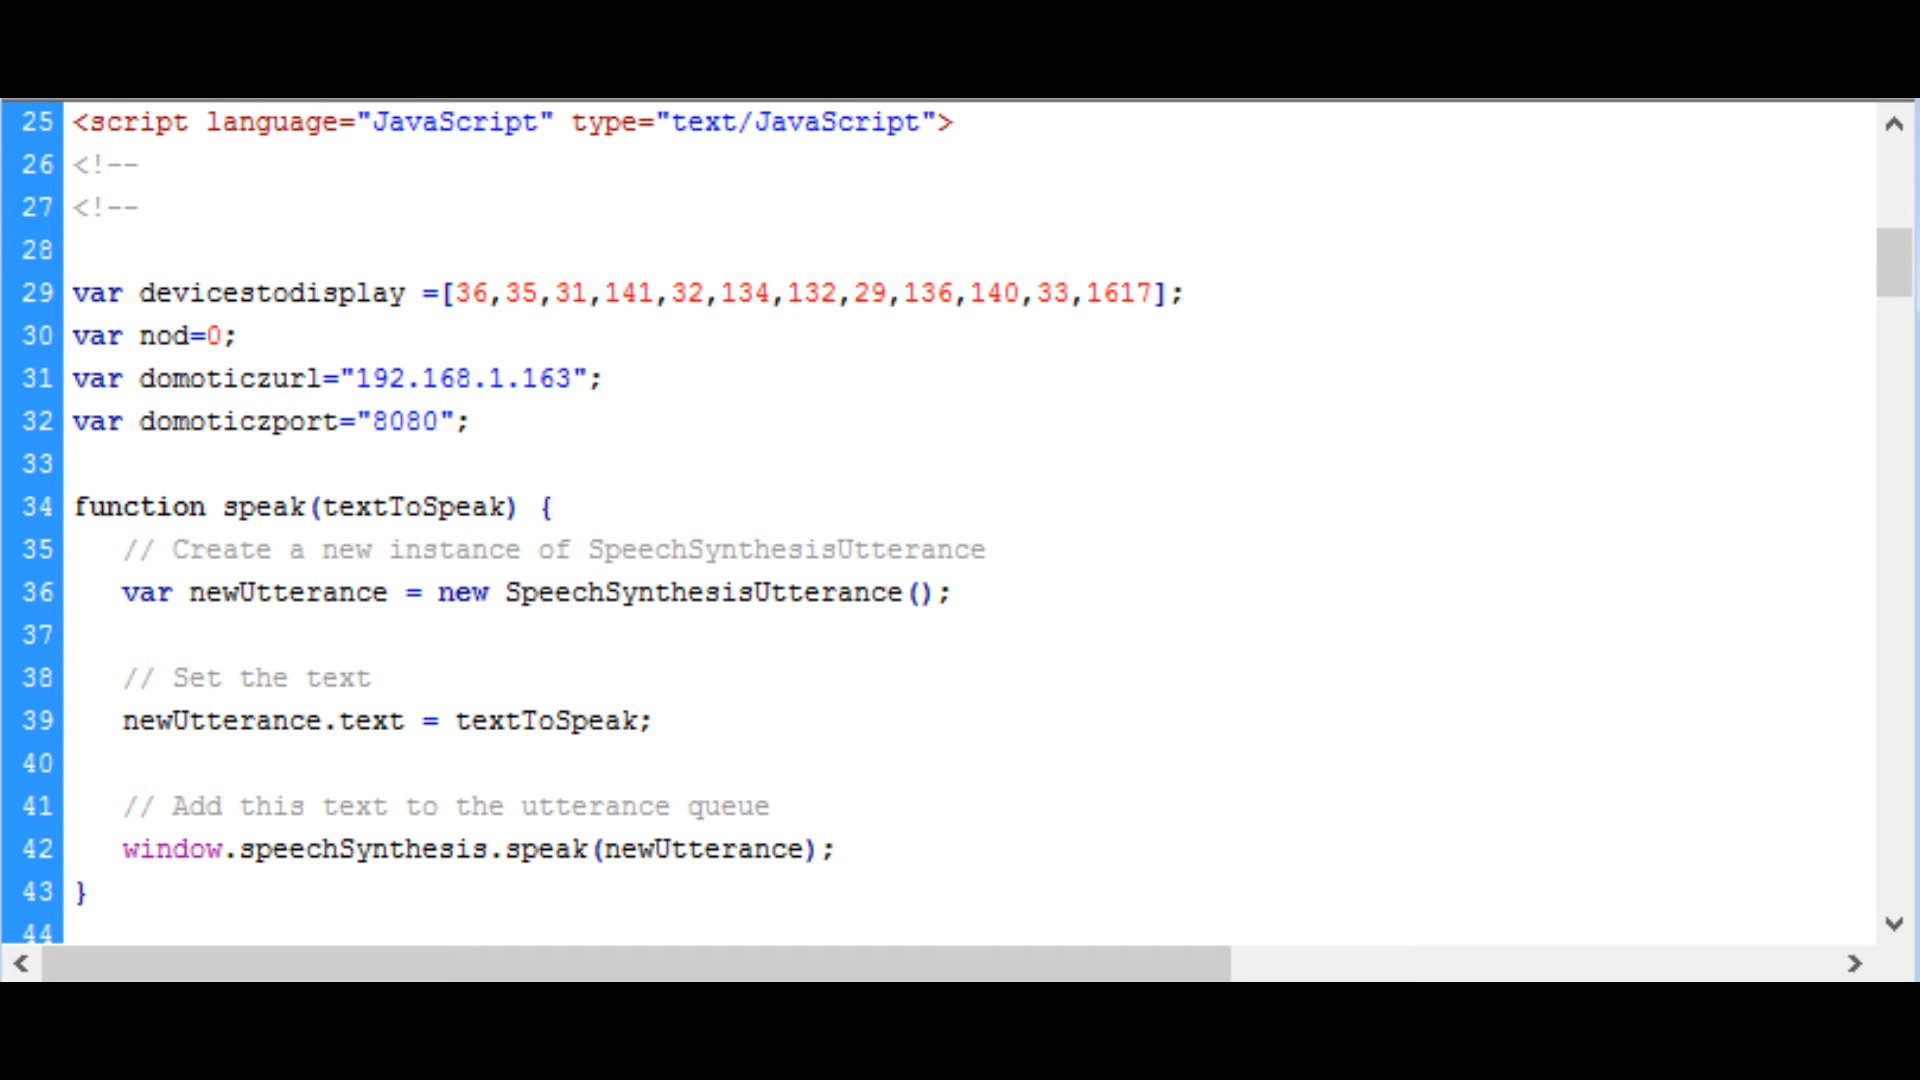 25 <script language="JavaScript" type="text/JavaScript">
26 <!--
27 <!--
28
29 var devicestodisplay =[36,35,31,141,32,134,132,29,136,140,33,1617];
30 var nod=0;
31 var domoticzurl="192.168.1.163";
32 var domoticzport="8080";
33
34 function speak(textToSpeak) {
35    // Create a new instance of SpeechSynthesisUtterance
36    var newUtterance = new SpeechSynthesisUtterance();
37
38    // Set the text
39    newUtterance.text = textToSpeak;
40
41    // Add this text to the utterance queue
42    window.speechSynthesis.speak(newUtterance);
43 }
44